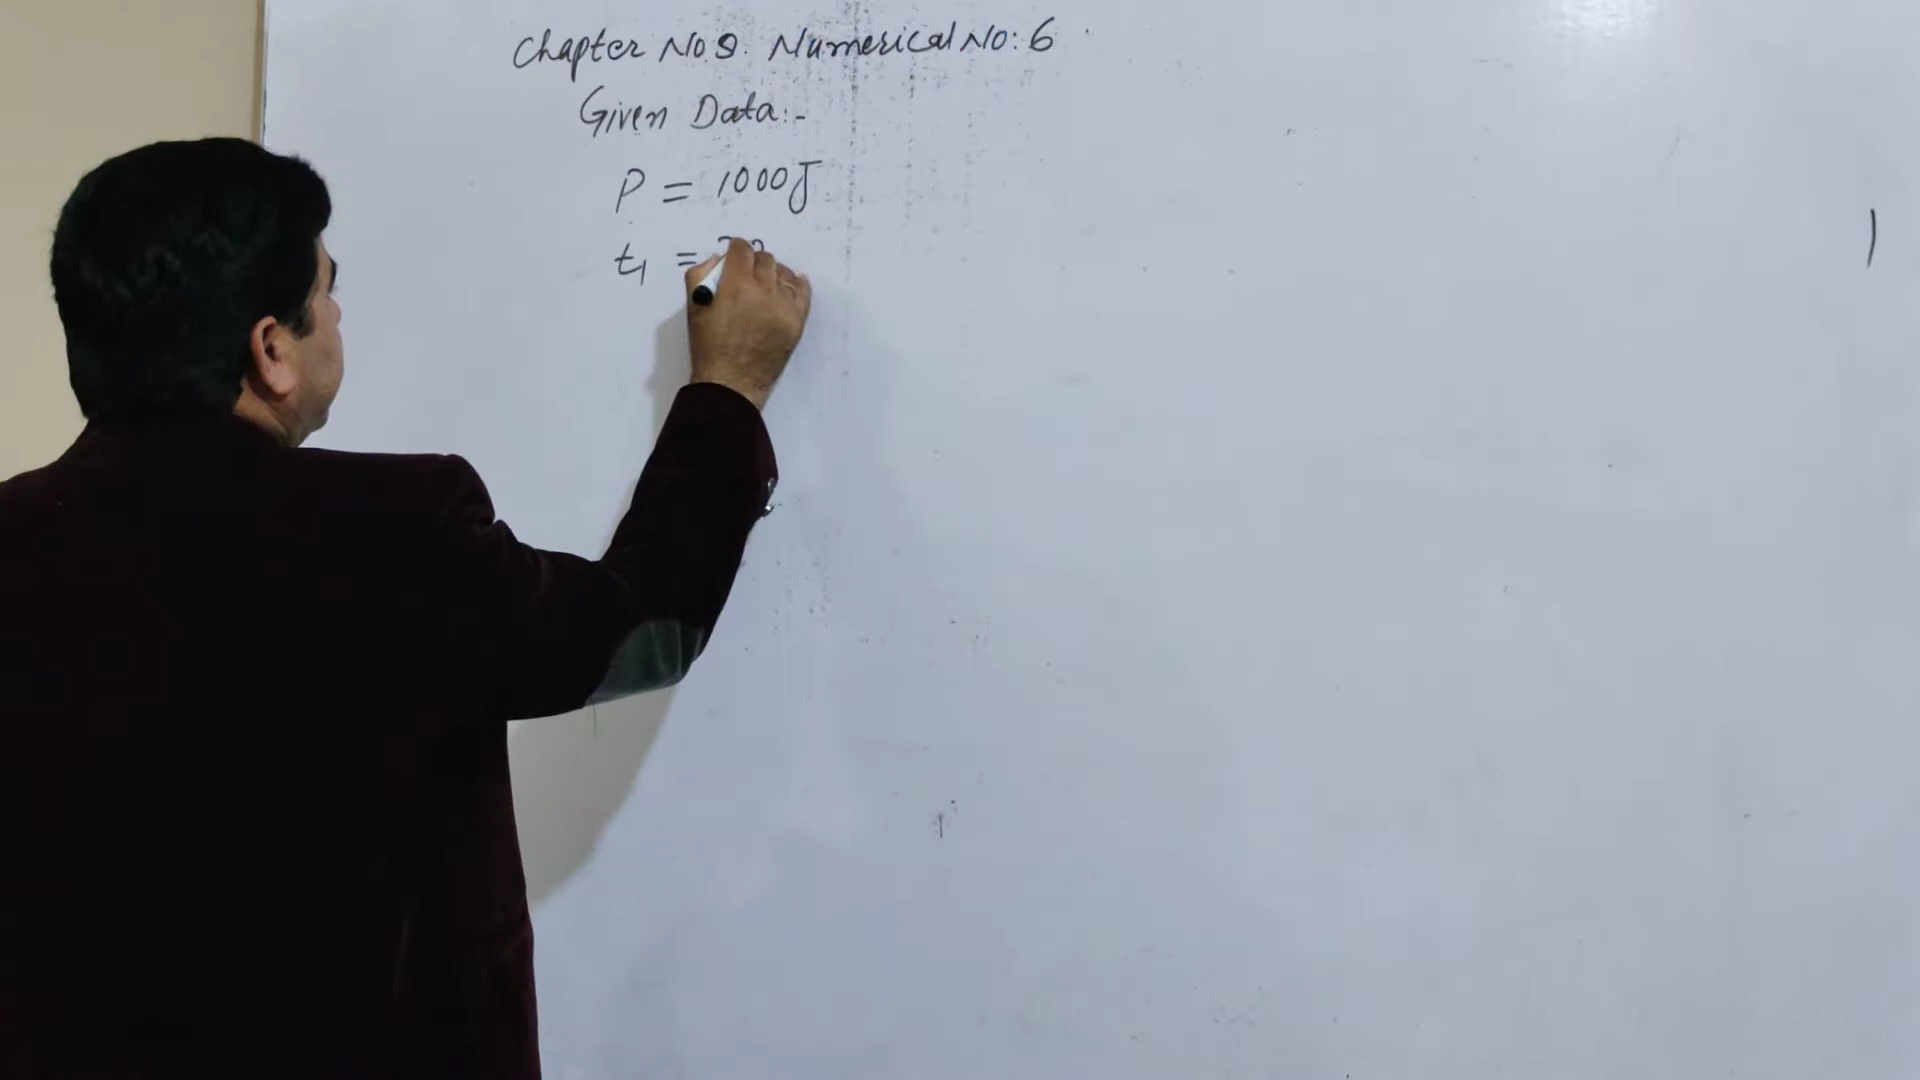 Chapter No 9. Numerical No: 6
Given Data:-
P = 1000J
t1 =